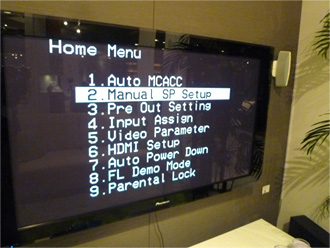 Home Menu
1.Auto MCACC
2.Manual SP Setup
3.Pre Out Setting
4.Input Assign
5.Video Parameter
6.HDMI Setup
7.Auto Power Down
8.FL Demo Mode
9.Parental Lock
Pioneer